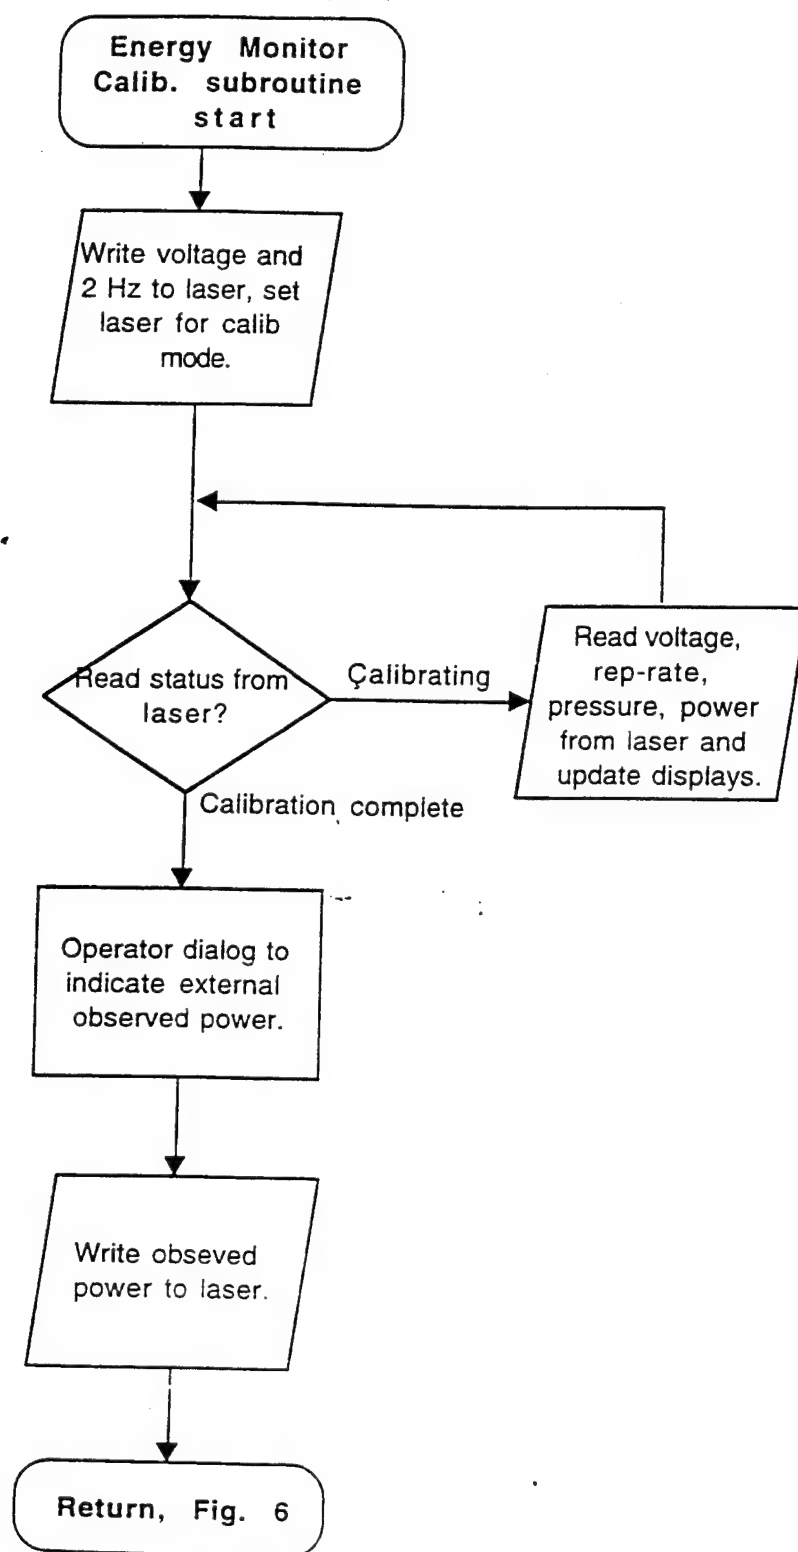 Energy Monitor
Calib. subroutine
start
Write voltage and
2 Hz to laser, set
laser for calib
mode.
Read status from
laser?
Calibrating
Read voltage,
rep-rate,
pressure, power
from laser and
update displays.
Calibration complete
Operator dialog to
indicate external
observed power.
Write obseved
power to laser.
Return, Fig. 6